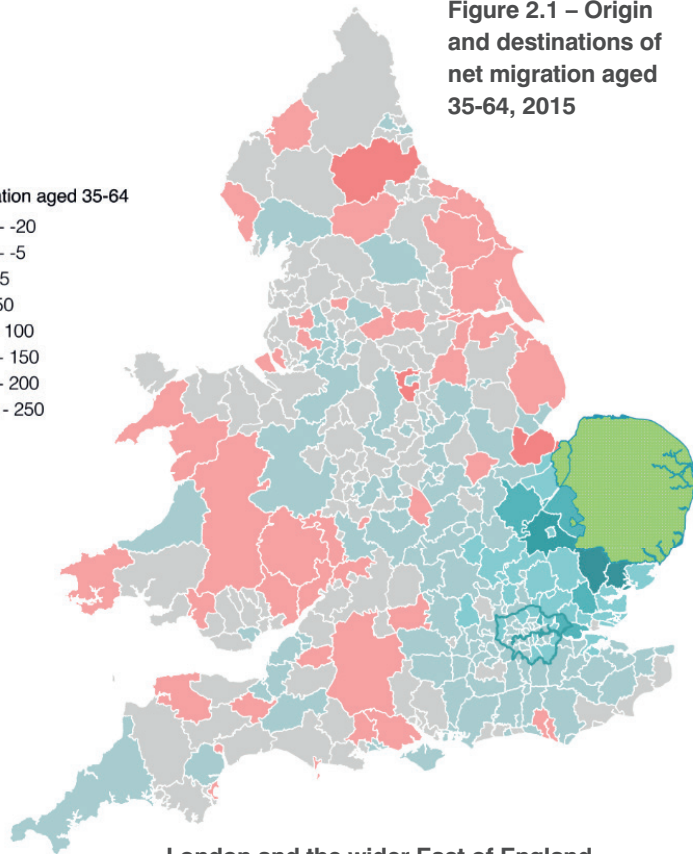 Figure 2.1 – Origin
and destinations of
net migration aged
35-64, 2015
ation aged 35-64
- -20
- -5
5
50
100
- 150
- 200
- 250
London and the wider East of England